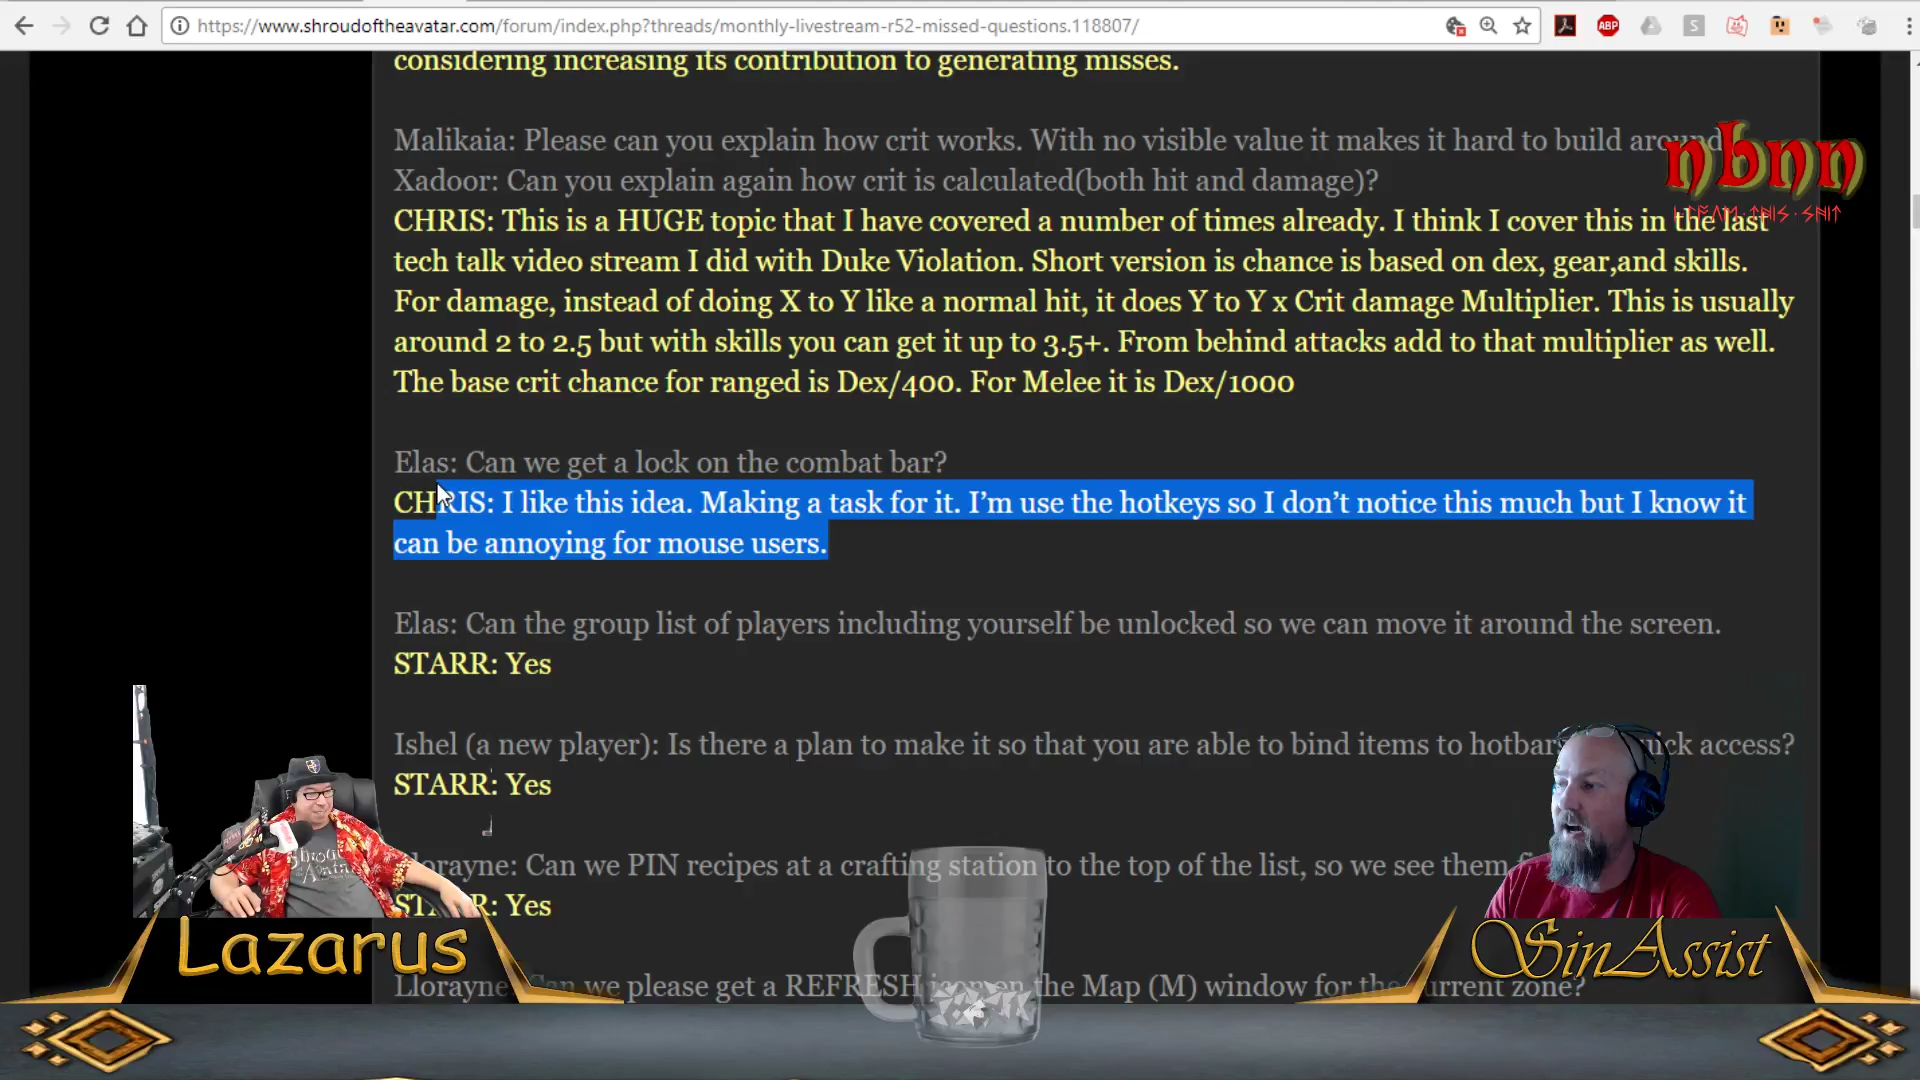 https://www.shroudoftheavatar.com/forum/index.php?threads/monthly-livestream-r52-missed-questions.118807/
ABP
S
considering increasing its contribution to generating misses.
Malikaia: Please can you explain how crit works. With no visible value it makes it hard to build around
nbnn
Xadoor: Can you explain again how crit is calculated(both hit and damage)?
CHRIS: This is a HUGE topic that I have covered a number of times already. I think I cover this in the last
tech talk video stream I did with Duke Violation. Short version is chance is based on dex, gear,and skills.
For damage, instead of doing X to Y like a normal hit, it does Y to Y x Crit damage Multiplier. This is usually
around 2 to 2.5 but with skills you can get it up to 3.5+. From behind attacks add to that multiplier as well.
The base crit chance for ranged is Dex/400. For Melee it is Dex/1000
Elas: Can we get a lock on the combat bar?
CHRIS: I like this idea. Making a task for it. I’m use the hotkeys so I don’t notice this much but I know it
can be annoying for mouse users.
Elas: Can the group list of players including yourself be unlocked so we can move it around the screen.
STARR: Yes
Ishel (a new player): Is there a plan to make it so that you are able to bind items to hotbar access?
STARR: Yes
Llorayne: Can we PIN recipes at a crafting station to the top of the list, so we see them
STARR: Yes
Llorayne: Can we please get a REFRESH icon on the Map (M) window for the current zone?
Lazarus
SinAssist